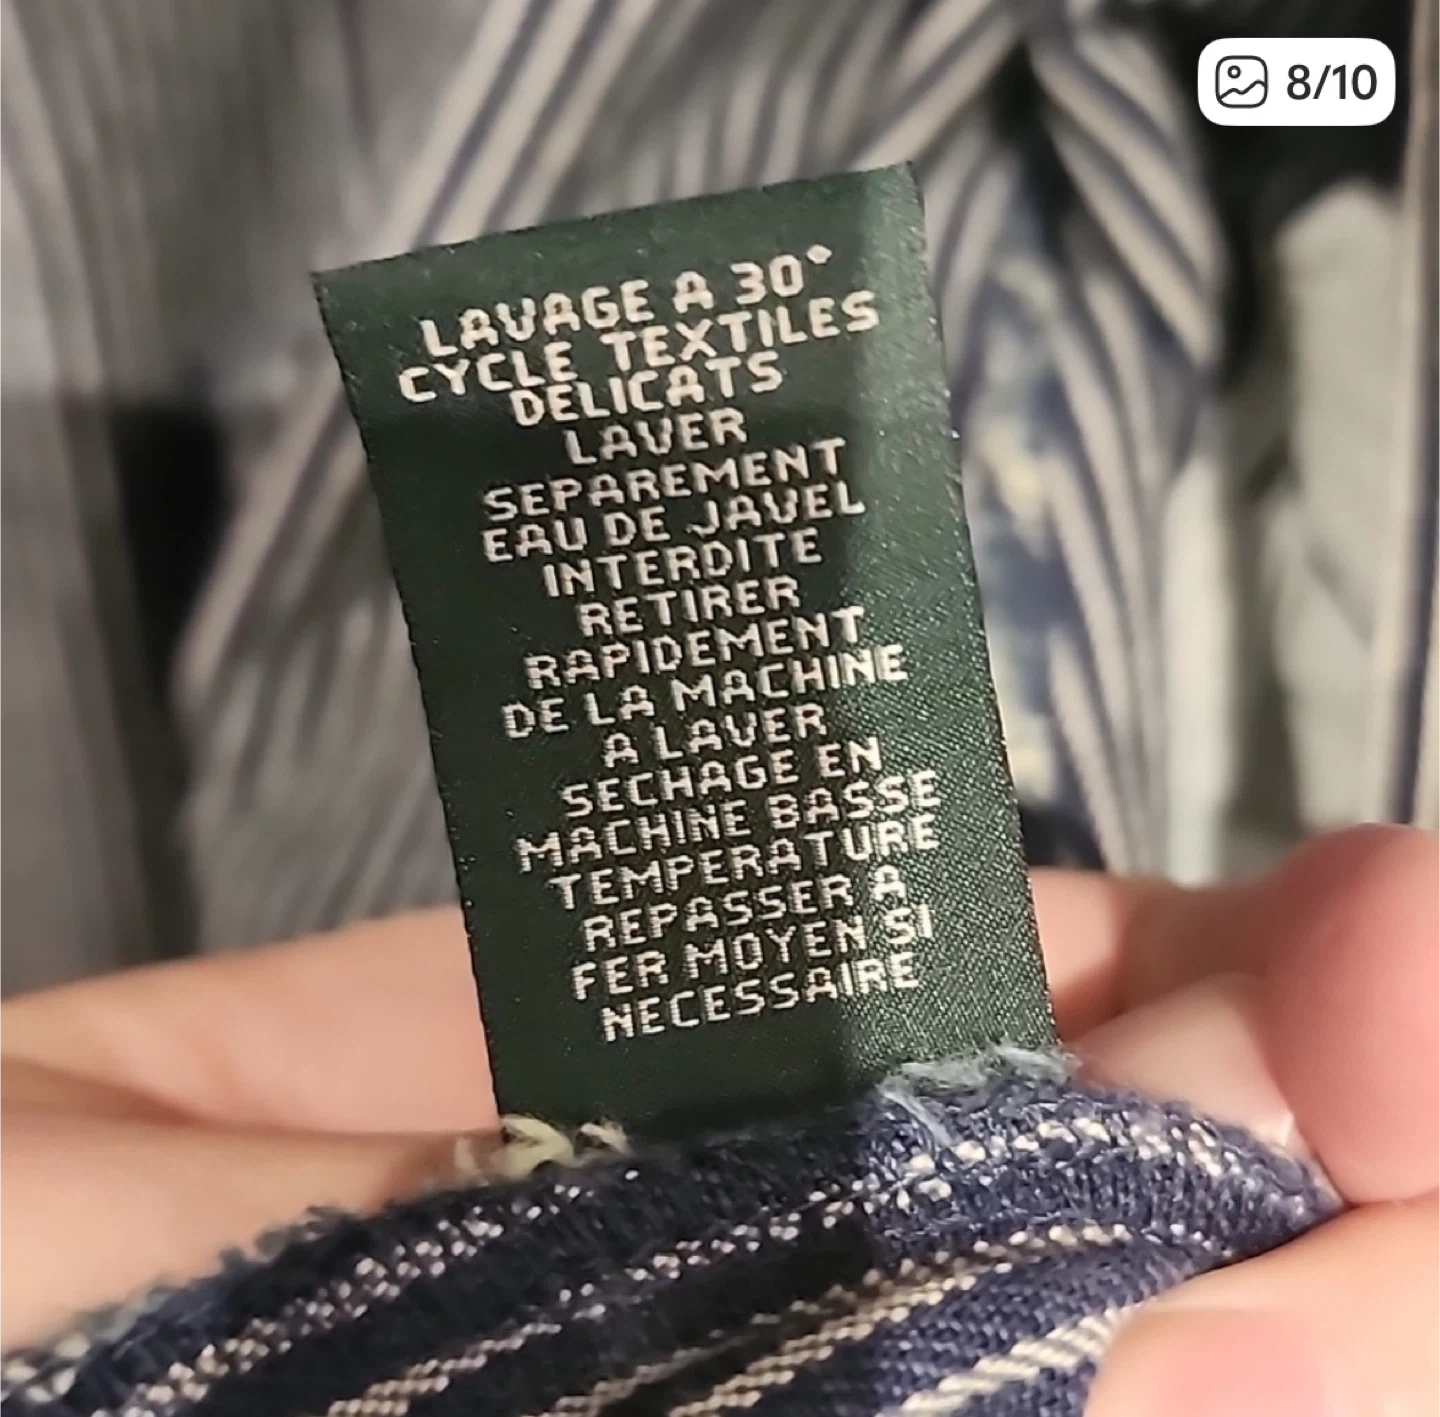 8/10
LAVAGE A 30°
CYCLE TEXTILES
DELICATS
LAVER
SEPAREMENT
EAU DE JAVEL
INTERDITE
RETIRER
RAPIDEMENT
DE LA MACHINE
A LAVER
SECHAGE EN
MACHINE BASSE
TEMPERATURE
REPASSER A
FER MOYEN SI
NECESSAIRE